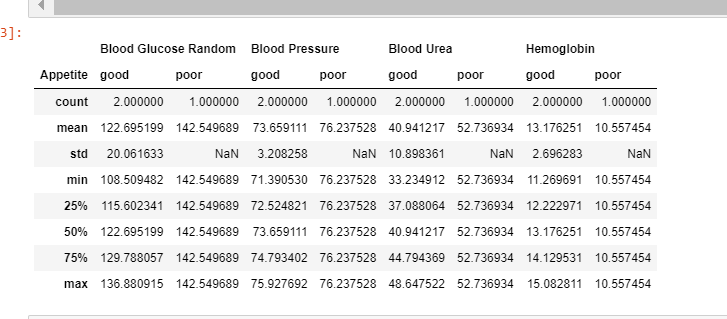 3]:
Blood Glucose Random Blood Pressure Blood Urea Hemoglobin
Appetite good poor good poor good poor good poor
count 2.000000 1.000000 2.000000 1.000000 2.000000 1.000000 2.000000 1.000000
mean 122.695199 142.549689 73.659111 76.237528 40.941217 52.736934 13.176251 10.557454
std 20.061633 NaN 3.208258 NaN 10.898361 NaN 2.696283 NaN
min 108.509482 142.549689 71.390530 76.237528 33.234912 52.736934 11.269691 10.557454
25% 115.602341 142.549689 72.524821 76.237528 37.088064 52.736934 12.222971 10.557454
50% 122.695199 142.549689 73.659111 76.237528 40.941217 52.736934 13.176251 10.557454
75% 129.788057 142.549689 74.793402 76.237528 44.794369 52.736934 14.129531 10.557454
max 136.880915 142.549689 75.927692 76.237528 48.647522 52.736934 15.082811 10.557454